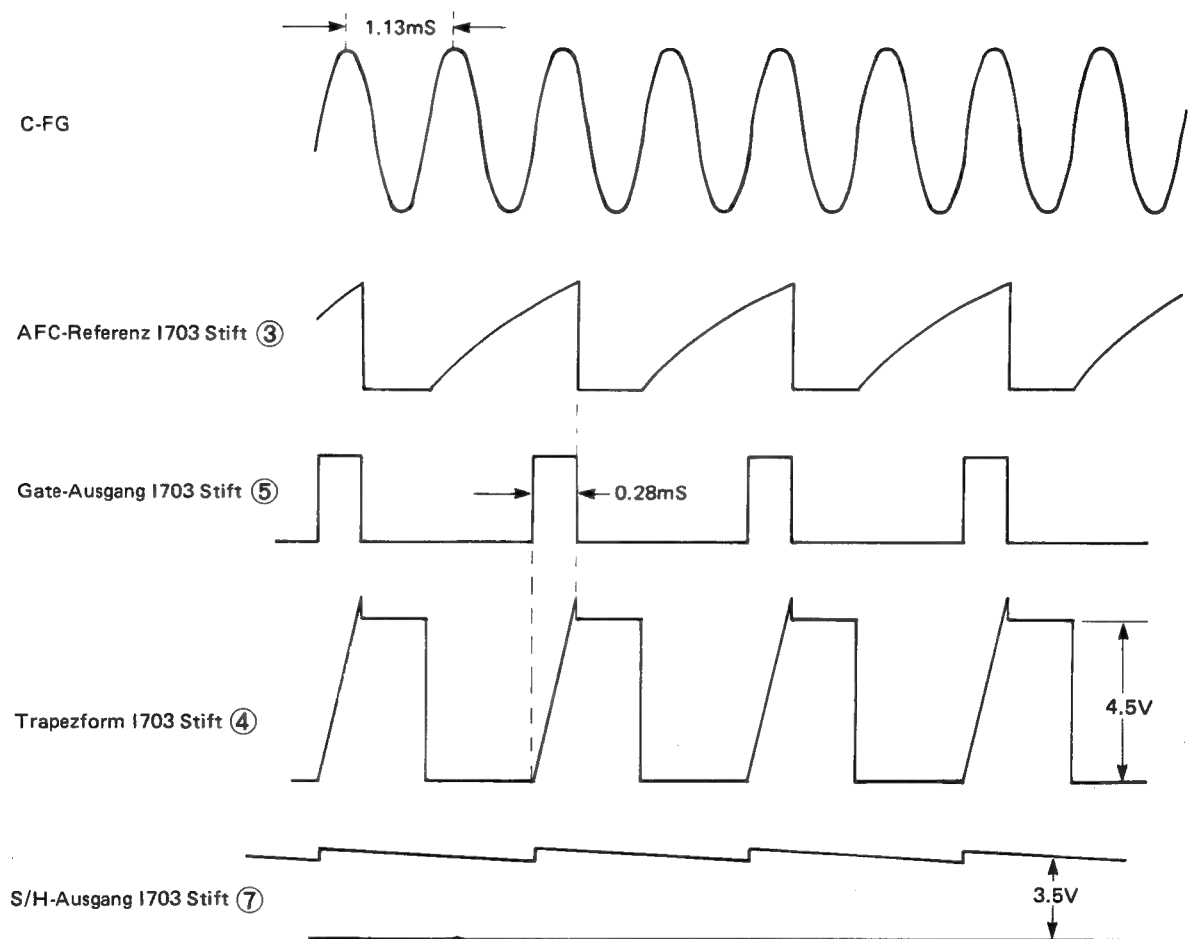 1.13mS
C-FG
AFC-Referenz I703 Stift ③
Gate-Ausgang I703 Stift ⑤
0.28mS
Trapezform I703 Stift ④
4.5V
S/H-Ausgang I703 Stift ⑦
3.5V